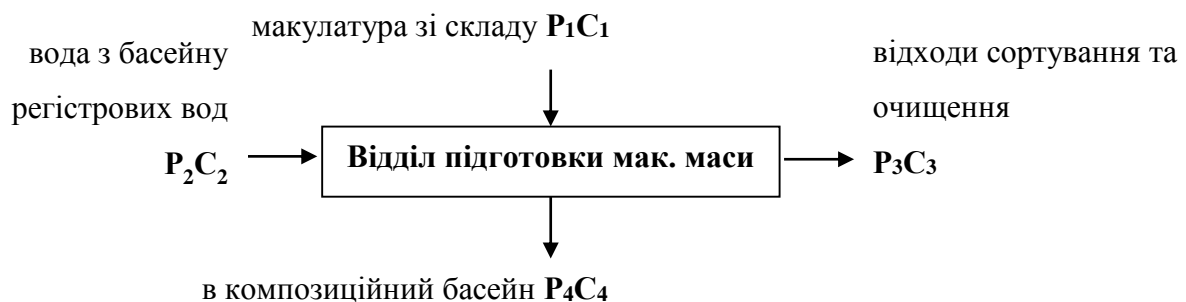 макулатура зі складу P₁C₁
вода з басейну
регістрових вод
P₂C₂
Відділ підготовки мак. маси
відходи сортування та
очищення
P₃C₃
в композиційний басейн P₄C₄